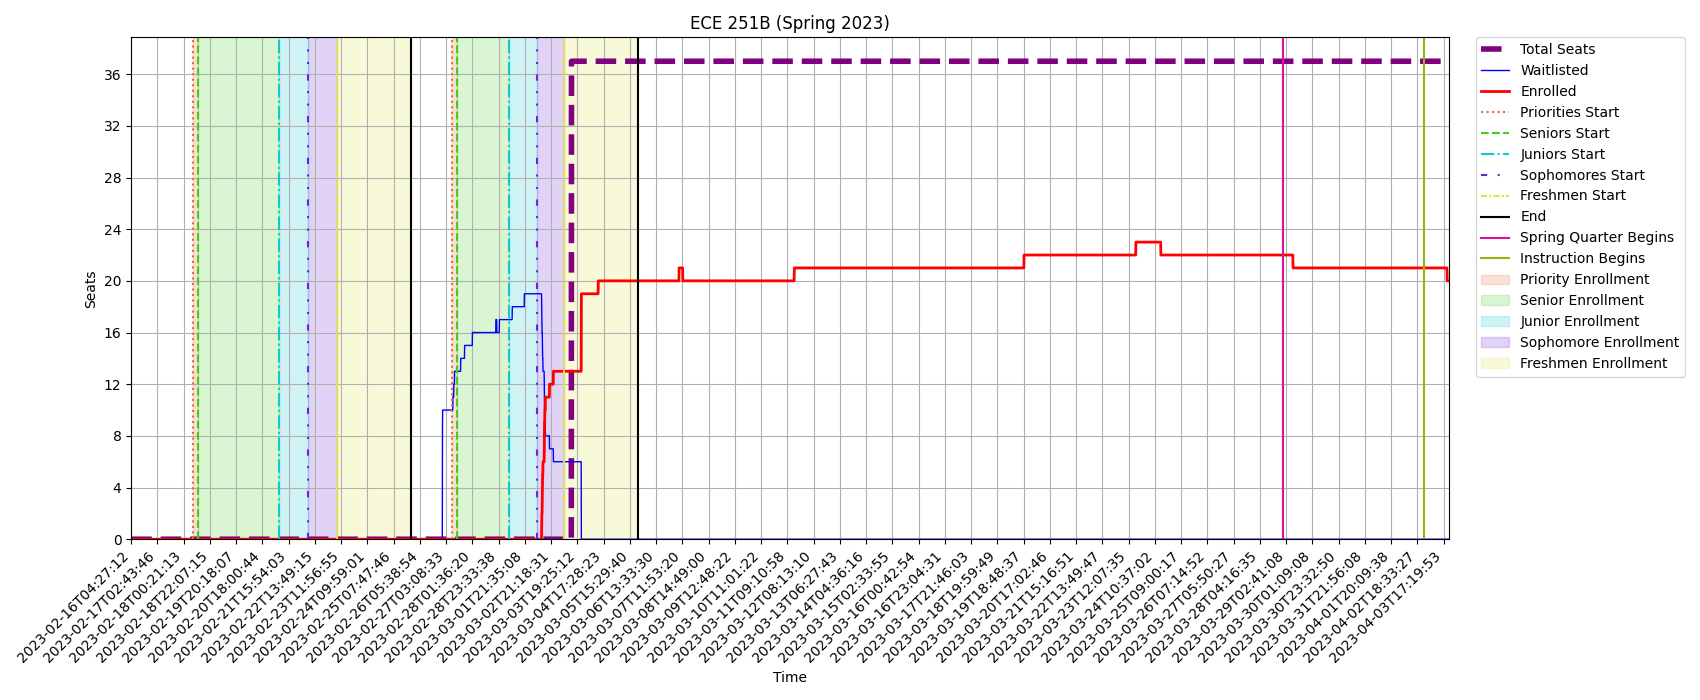 ECE 251B (Spring 2023)
Seats
36
32
28
24
20
16
12
8
4
0
2023-02-16T04:27:12
2023-02-17T02:43:46
2023-02-18T00:21:13
2023-02-18T22:07:15
2023-02-19T20:18:07
2023-02-20T18:00:44
2023-02-21T15:54:03
2023-02-22T13:49:15
2023-02-23T11:56:55
2023-02-24T09:59:01
2023-02-25T07:47:46
2023-02-26T05:38:54
2023-02-27T03:08:33
2023-02-28T01:36:20
2023-02-28T23:33:38
2023-03-01T21:35:08
2023-03-02T21:18:31
2023-03-03T19:25:12
2023-03-04T17:28:23
2023-03-05T15:29:40
2023-03-06T13:33:30
2023-03-07T11:53:20
2023-03-08T14:49:00
2023-03-09T12:48:22
2023-03-10T11:01:22
2023-03-11T09:10:58
2023-03-12T08:13:10
2023-03-13T06:27:43
2023-03-14T04:36:16
2023-03-15T02:33:55
2023-03-16T00:42:54
2023-03-16T23:04:31
2023-03-17T21:46:03
2023-03-18T19:59:49
2023-03-19T18:48:37
2023-03-20T17:02:46
2023-03-21T15:16:51
2023-03-22T13:49:47
2023-03-23T12:07:35
2023-03-24T10:37:02
2023-03-25T09:00:17
2023-03-26T07:14:52
2023-03-27T05:50:27
2023-03-28T04:16:35
2023-03-29T02:41:08
2023-03-30T01:09:08
2023-03-30T23:32:50
2023-03-31T21:56:08
2023-04-01T20:09:38
2023-04-02T18:33:27
2023-04-03T17:19:53
Time
Total Seats
Waitlisted
Enrolled
Priorities Start
Seniors Start
Juniors Start
Sophomores Start
Freshmen Start
End
Spring Quarter Begins
Instruction Begins
Priority Enrollment
Senior Enrollment
Junior Enrollment
Sophomore Enrollment
Freshmen Enrollment